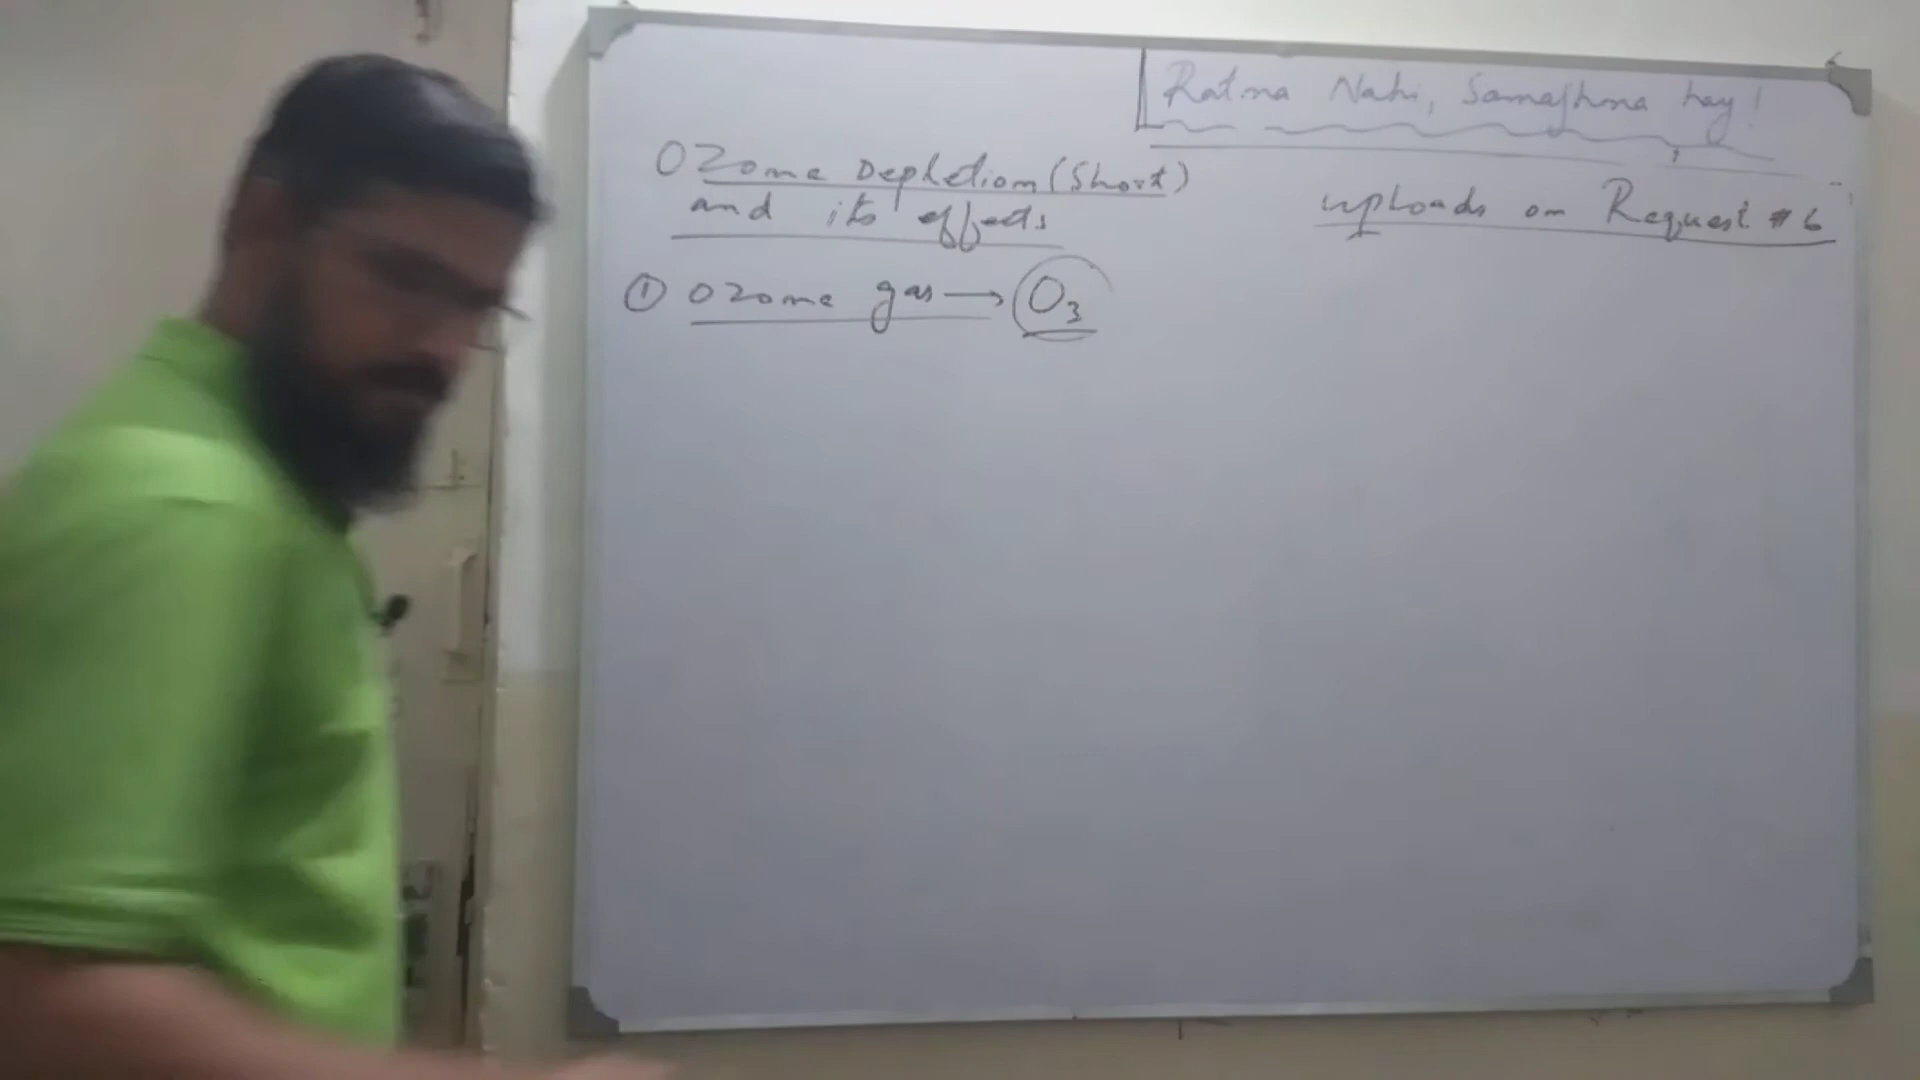 Ratna Nahi, Samajhna hay!
Ozone Depletion (Short)
and its effects
uploads on Request # 6
① Ozone gas → O₃